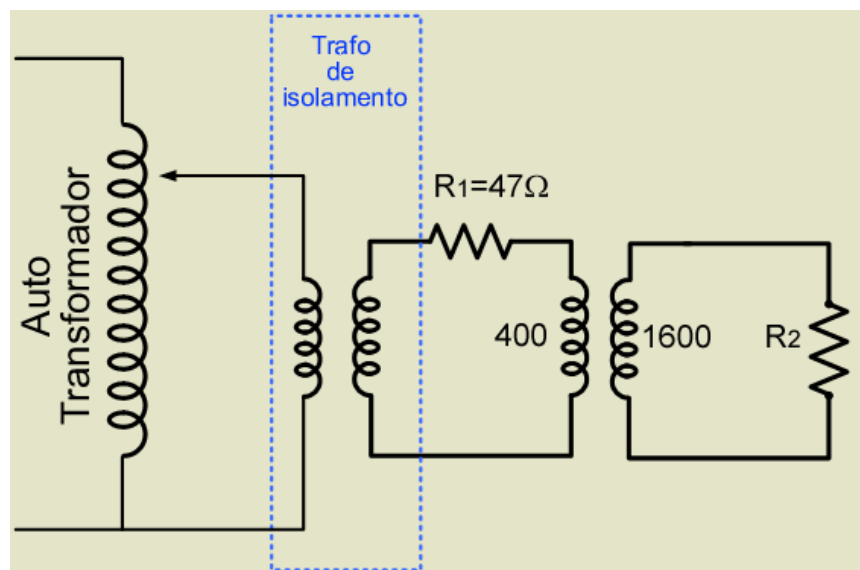 Trafo
de
isolamento
Auto
Transformador
R1=47Ω
400
1600
R2